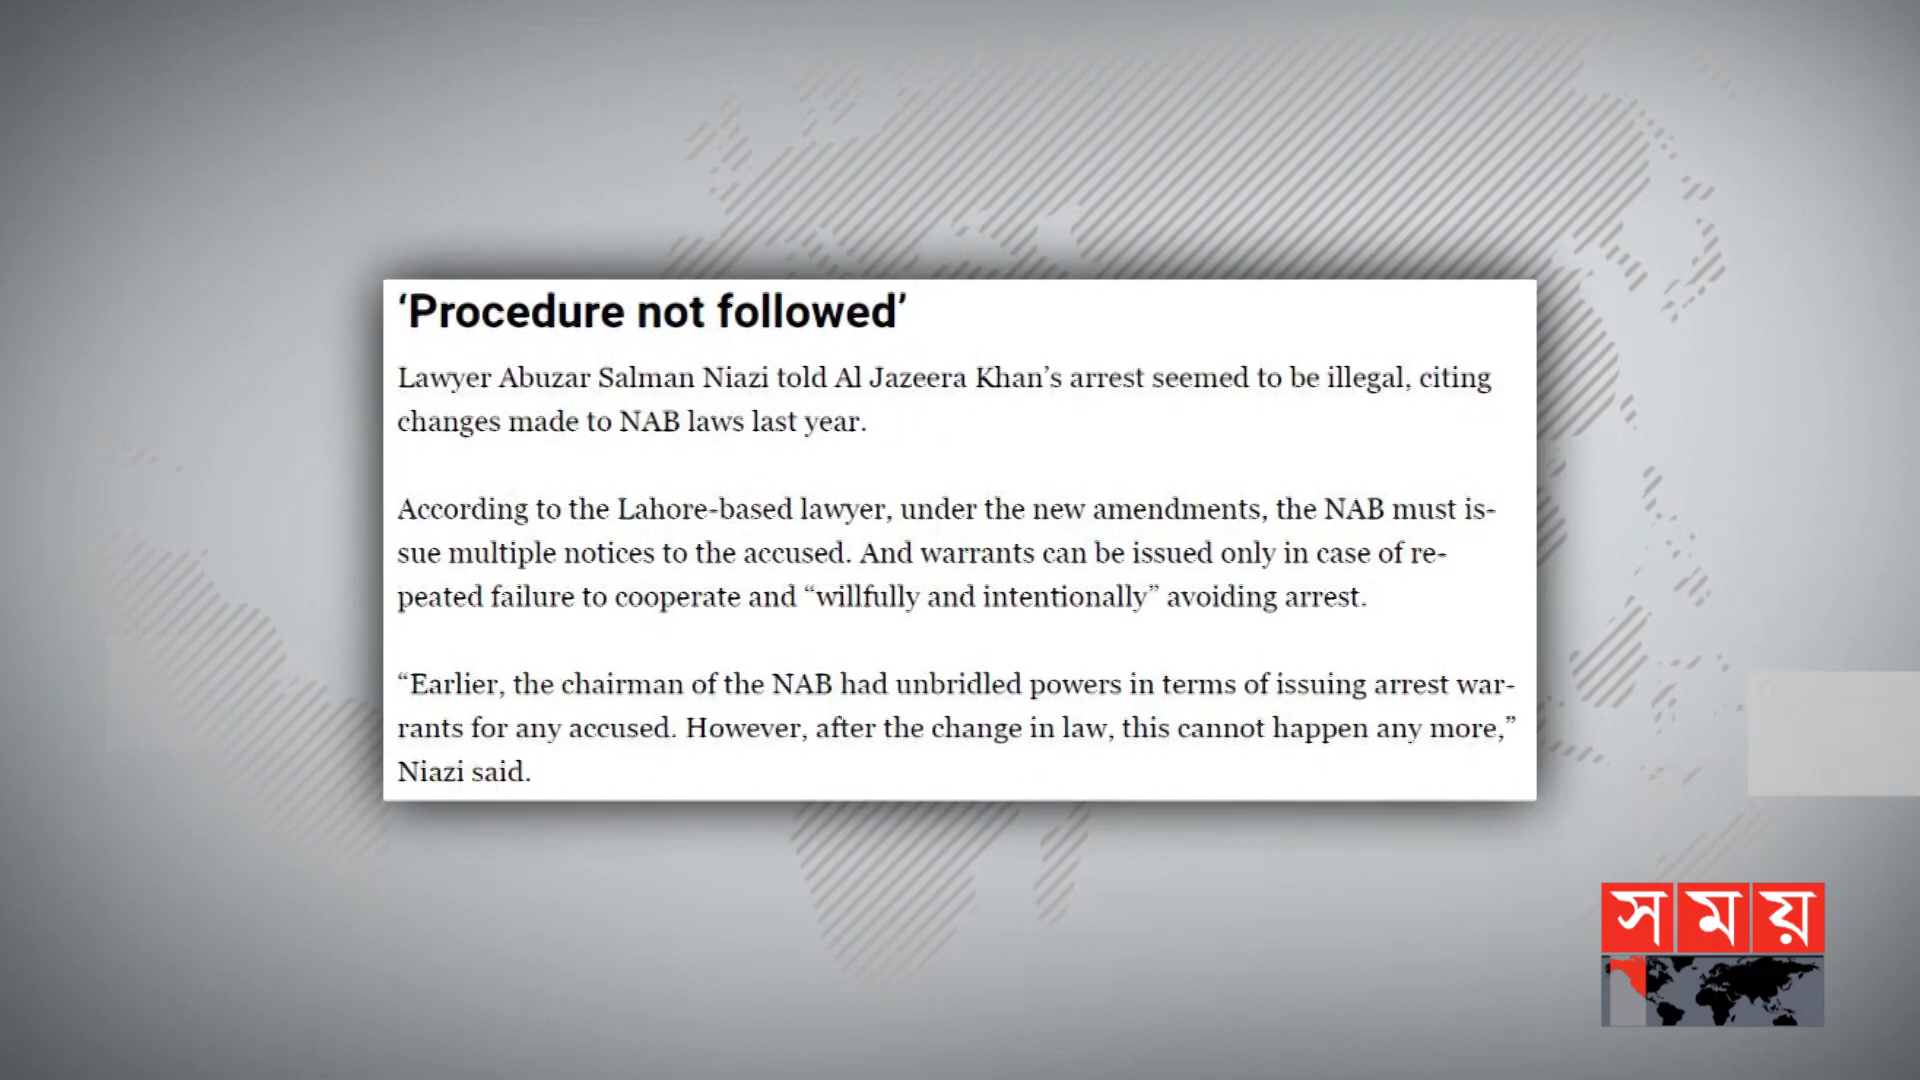 ‘Procedure not followed’
Lawyer Abuzar Salman Niazi told Al Jazeera Khan’s arrest seemed to be illegal, citing
changes made to NAB laws last year.
According to the Lahore-based lawyer, under the new amendments, the NAB must is-
sue multiple notices to the accused. And warrants can be issued only in case of re-
peated failure to cooperate and “willfully and intentionally” avoiding arrest.
“Earlier, the chairman of the NAB had unbridled powers in terms of issuing arrest war-
rants for any accused. However, after the change in law, this cannot happen any more,”
Niazi said.
সময়